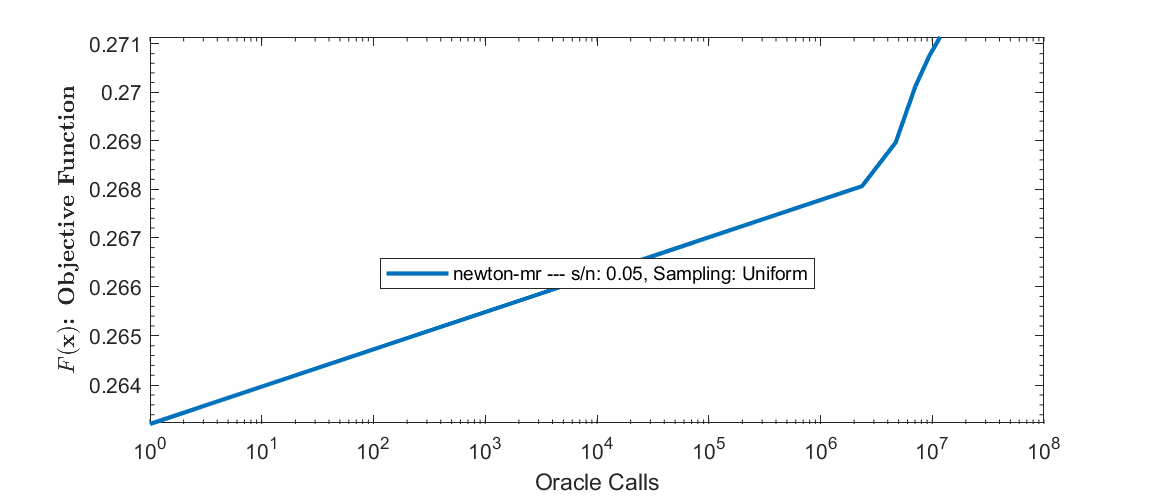 0.271
0.27
0.269
0.268
0.267
0.266
0.265
0.264
F(x): Objective Function
newton-mr --- s/n: 0.05, Sampling: Uniform
10^0 10^1 10^2 10^3 10^4 10^5 10^6 10^7 10^8
Oracle Calls